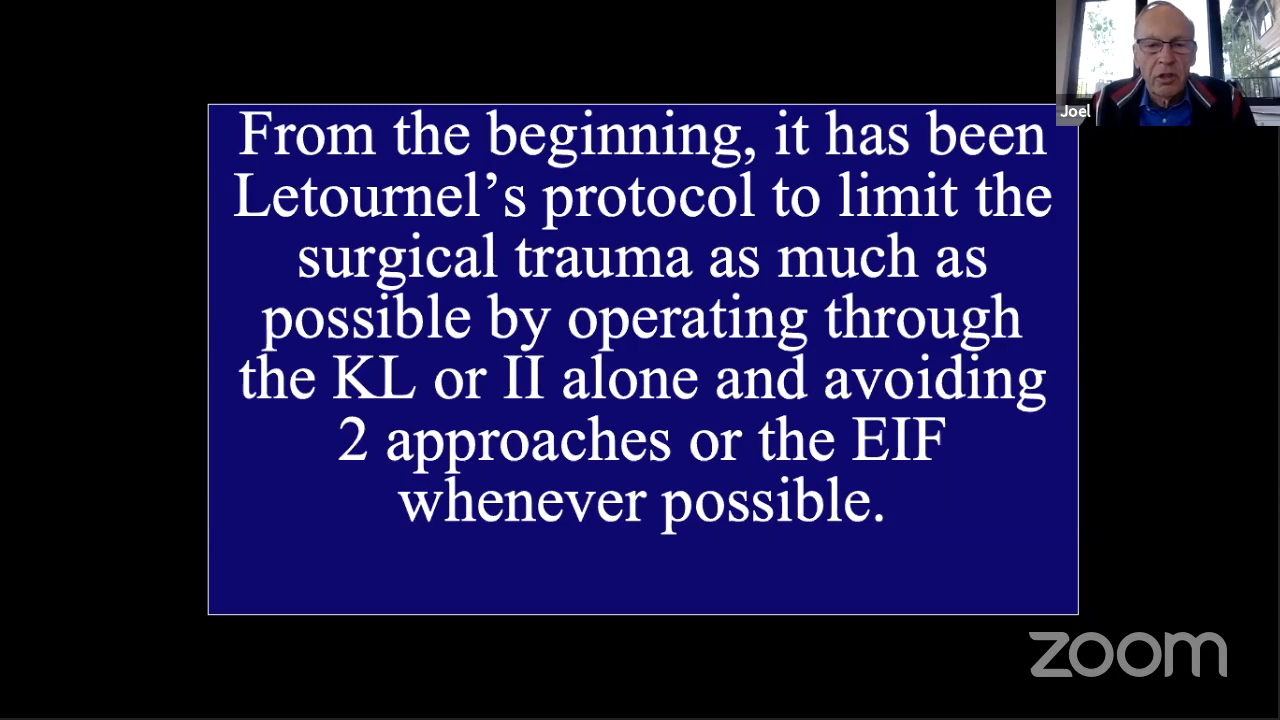 Joel
From the beginning, it has been
Letournel’s protocol to limit the
surgical trauma as much as
possible by operating through
the KL or II alone and avoiding
2 approaches or the EIF
whenever possible.
zoom